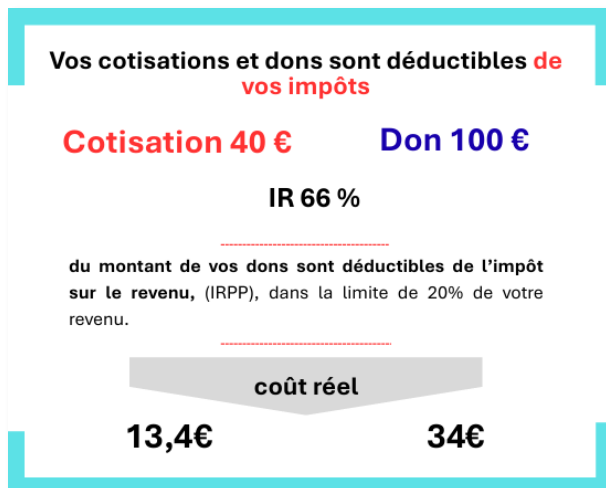 Vos cotisations et dons sont déductibles de
vos impôts
Cotisation 40 €
Don 100 €
IR 66 %
du montant de vos dons sont déductibles de l’impôt
sur le revenu, (IRPP), dans la limite de 20% de votre
revenu.
coût réel
13,4€
34€